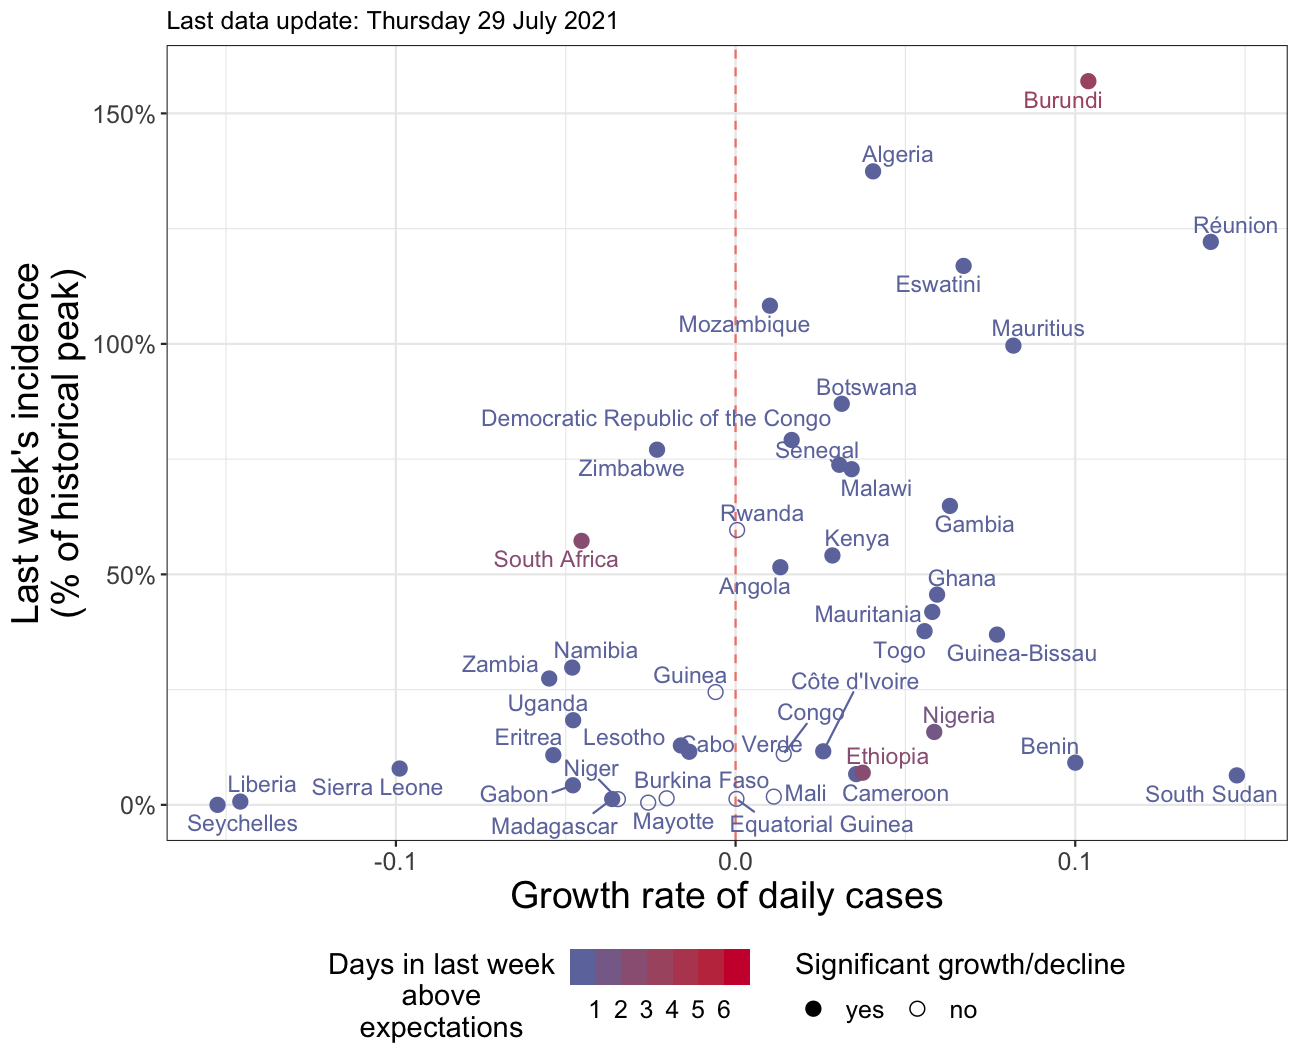 Last data update: Thursday 29 July 2021
Last week's incidence
(% of historical peak)
150%
100%
50%
0%
Burundi
Algeria
Réunion
Eswatini
Mozambique
Mauritius
Botswana
Democratic Republic of the Congo
Senegal
Zimbabwe
Malawi
Rwanda
Gambia
Kenya
South Africa
Angola
Ghana
Mauritania
Togo
Guinea-Bissau
Namibia
Zambia
Guinea
Côte d'Ivoire
Uganda
Congo
Nigeria
Eritrea
Lesotho
Cabo Verde
Benin
Ethiopia
Niger
Burkina Faso
Liberia
Sierra Leone
Gabon
Mali
Cameroon
South Sudan
Seychelles
Madagascar
Mayotte
Equatorial Guinea
-0.1
0.0
0.1
Growth rate of daily cases
Days in last week
above
expectations
1 2 3 4 5 6
Significant growth/decline
yes
no